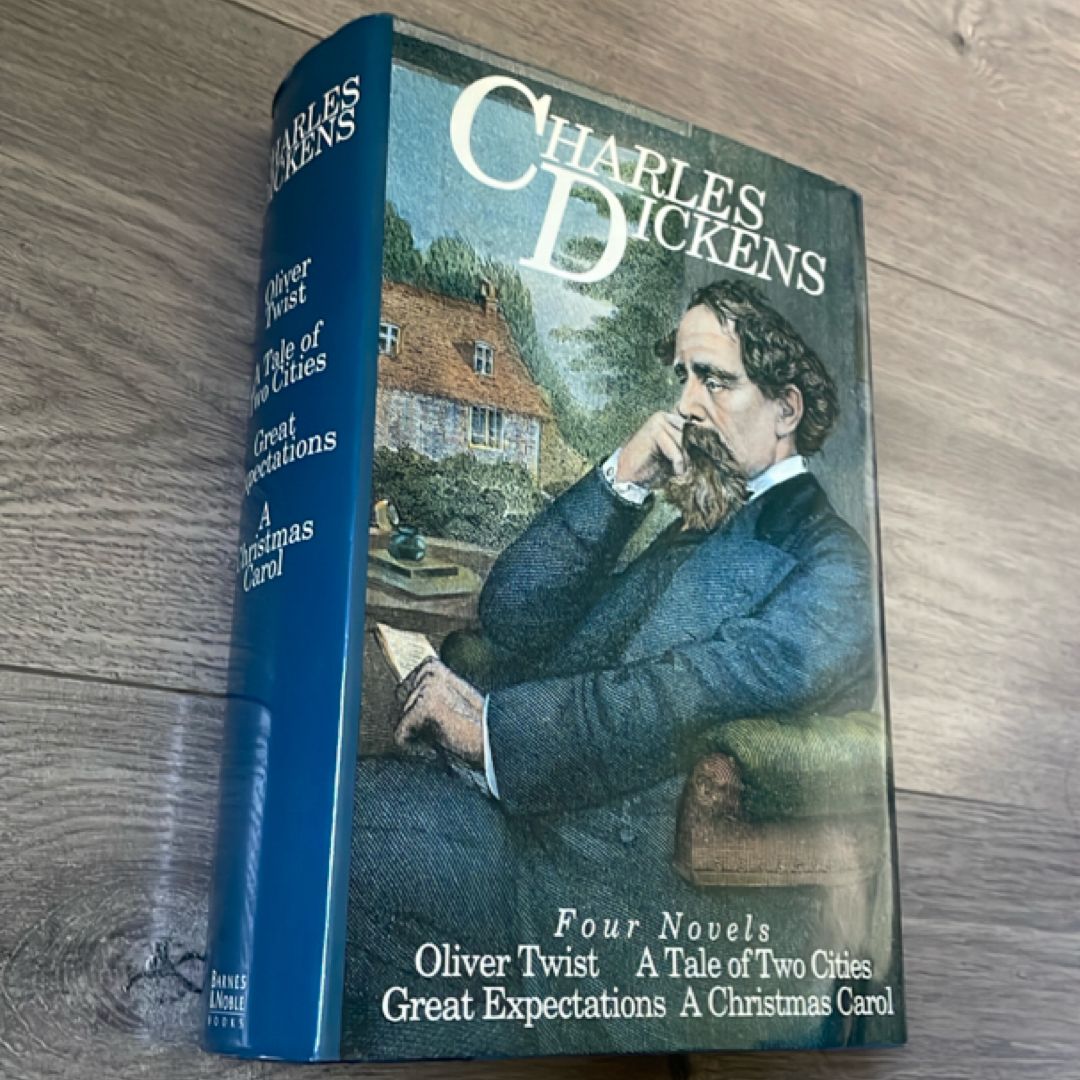 CHARLES
DICKENS
Oliver
Twist
A Tale of
Two Cities
Great
Expectations
A
Christmas
Carol
BARNES
&NOBLE
BOOKS
CHARLES
DICKENS
Four Novels
Oliver Twist A Tale of Two Cities
Great Expectations A Christmas Carol